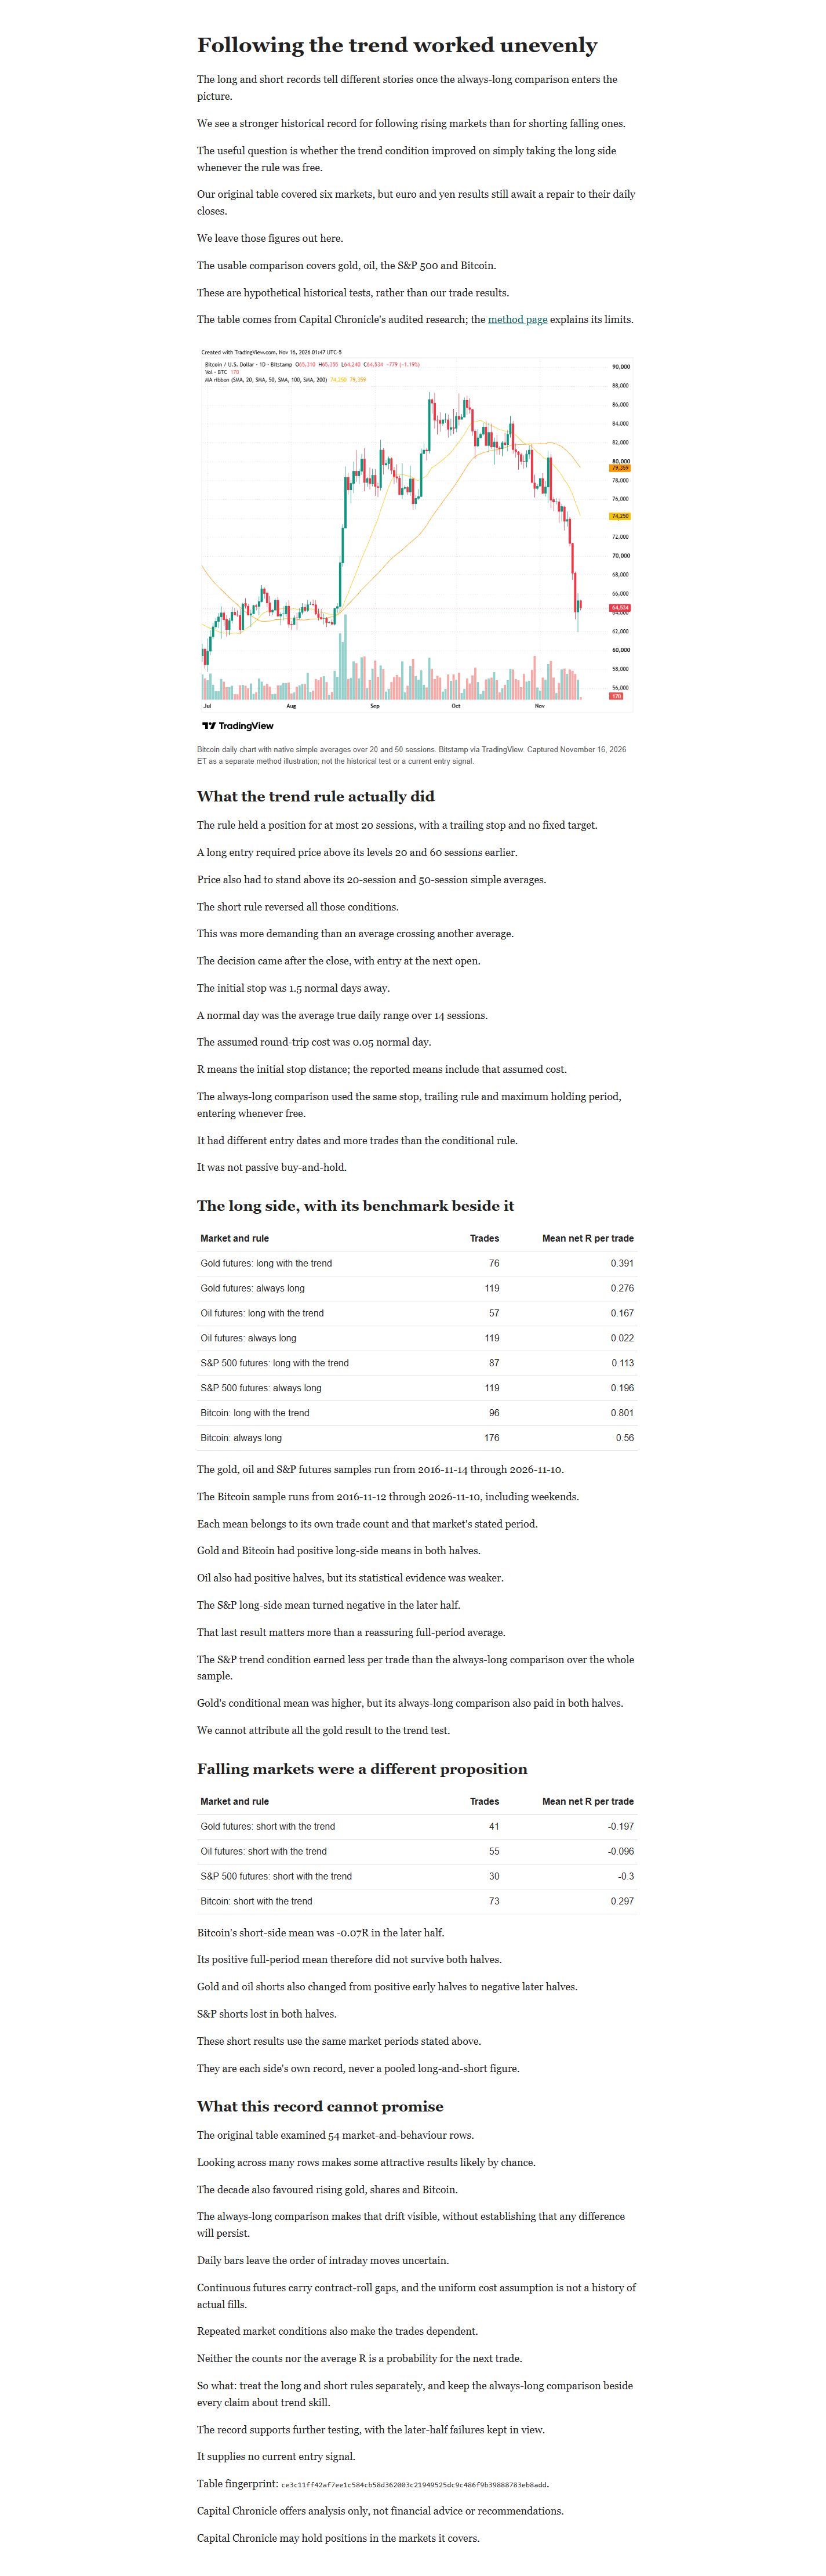 Following the trend worked unevenly
The long and short records tell different stories once the always-long comparison enters the
picture.
We see a stronger historical record for following rising markets than for shorting falling ones.
The useful question is whether the trend condition improved on simply taking the long side
whenever the rule was free.
Our original table covered six markets, but euro and yen results still await a repair to their daily
closes.
We leave those figures out here.
The usable comparison covers gold, oil, the S&P 500 and Bitcoin.
These are hypothetical historical tests, rather than our trade results.
The table comes from Capital Chronicle's audited research; the method page explains its limits.
Created with TradingView.com, Nov 16, 2026 01:47 UTC-5
Bitcoin / U.S. Dollar · 1D · Bitstamp O65,310 H65,355 L64,240 C64,534 -779 (-1.19%)
Vol · BTC 170
MA ribbon (SMA, 20, SMA, 50, SMA, 100, SMA, 200) 74,250 79,359
90,000
88,000
86,000
84,000
82,000
80,000
79,359
78,000
76,000
74,250
72,000
70,000
68,000
66,000
64,534
64,000
62,000
60,000
58,000
56,000
170
Jul Aug Sep Oct Nov
TradingView
Bitcoin daily chart with native simple averages over 20 and 50 sessions. Bitstamp via TradingView. Captured November 16, 2026
ET as a separate method illustration; not the historical test or a current entry signal.
What the trend rule actually did
The rule held a position for at most 20 sessions, with a trailing stop and no fixed target.
A long entry required price above its levels 20 and 60 sessions earlier.
Price also had to stand above its 20-session and 50-session simple averages.
The short rule reversed all those conditions.
This was more demanding than an average crossing another average.
The decision came after the close, with entry at the next open.
The initial stop was 1.5 normal days away.
A normal day was the average true daily range over 14 sessions.
The assumed round-trip cost was 0.05 normal day.
R means the initial stop distance; the reported means include that assumed cost.
The always-long comparison used the same stop, trailing rule and maximum holding period,
entering whenever free.
It had different entry dates and more trades than the conditional rule.
It was not passive buy-and-hold.
The long side, with its benchmark beside it
Market and rule Trades Mean net R per trade
Gold futures: long with the trend 76 0.391
Gold futures: always long 119 0.276
Oil futures: long with the trend 57 0.167
Oil futures: always long 119 0.022
S&P 500 futures: long with the trend 87 0.113
S&P 500 futures: always long 119 0.196
Bitcoin: long with the trend 96 0.801
Bitcoin: always long 176 0.56
The gold, oil and S&P futures samples run from 2016-11-14 through 2026-11-10.
The Bitcoin sample runs from 2016-11-12 through 2026-11-10, including weekends.
Each mean belongs to its own trade count and that market's stated period.
Gold and Bitcoin had positive long-side means in both halves.
Oil also had positive halves, but its statistical evidence was weaker.
The S&P long-side mean turned negative in the later half.
That last result matters more than a reassuring full-period average.
The S&P trend condition earned less per trade than the always-long comparison over the whole
sample.
Gold's conditional mean was higher, but its always-long comparison also paid in both halves.
We cannot attribute all the gold result to the trend test.
Falling markets were a different proposition
Market and rule Trades Mean net R per trade
Gold futures: short with the trend 41 -0.197
Oil futures: short with the trend 55 -0.096
S&P 500 futures: short with the trend 30 -0.3
Bitcoin: short with the trend 73 0.297
Bitcoin's short-side mean was -0.07R in the later half.
Its positive full-period mean therefore did not survive both halves.
Gold and oil shorts also changed from positive early halves to negative later halves.
S&P shorts lost in both halves.
These short results use the same market periods stated above.
They are each side's own record, never a pooled long-and-short figure.
What this record cannot promise
The original table examined 54 market-and-behaviour rows.
Looking across many rows makes some attractive results likely by chance.
The decade also favoured rising gold, shares and Bitcoin.
The always-long comparison makes that drift visible, without establishing that any difference
will persist.
Daily bars leave the order of intraday moves uncertain.
Continuous futures carry contract-roll gaps, and the uniform cost assumption is not a history of
actual fills.
Repeated market conditions also make the trades dependent.
Neither the counts nor the average R is a probability for the next trade.
So what: treat the long and short rules separately, and keep the always-long comparison beside
every claim about trend skill.
The record supports further testing, with the later-half failures kept in view.
It supplies no current entry signal.
Table fingerprint: ce3c11ff42af7ee1c584cb58d362003c21949525dc9c486f9b39888783eb8add.
Capital Chronicle offers analysis only, not financial advice or recommendations.
Capital Chronicle may hold positions in the markets it covers.